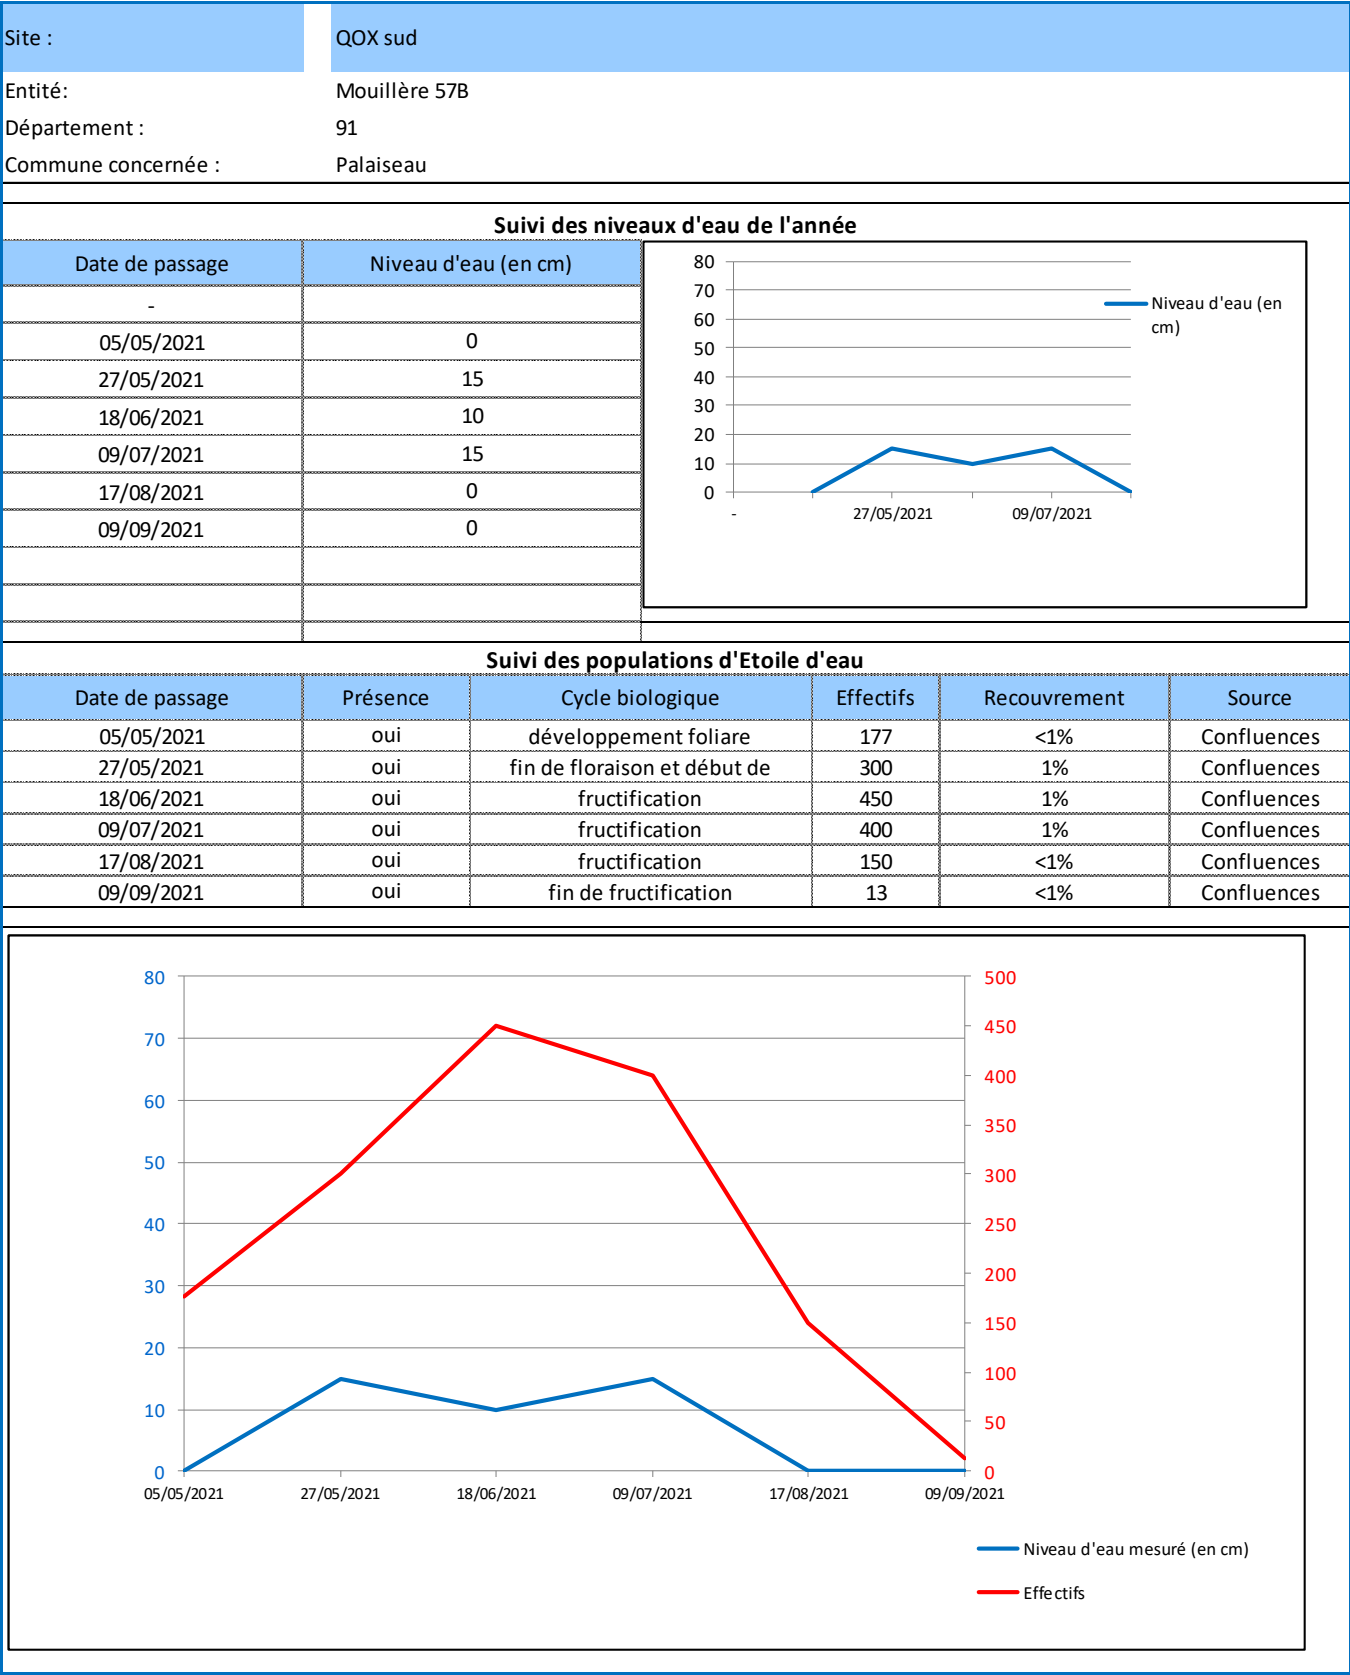 Site : QOX sud
Entité: Mouillère 57B
Département : 91
Commune concernée : Palaiseau
Suivi des niveaux d'eau de l'année
Date de passage Niveau d'eau (en cm)
-
05/05/2021 0
27/05/2021 15
18/06/2021 10
09/07/2021 15
17/08/2021 0
09/09/2021 0
80
70
60
50
40
30
20
10
0
- 27/05/2021 09/07/2021
Niveau d'eau (en
cm)
Suivi des populations d'Etoile d'eau
Date de passage Présence Cycle biologique Effectifs Recouvrement Source
05/05/2021 oui développement foliare 177 <1% Confluences
27/05/2021 oui fin de floraison et début de 300 1% Confluences
18/06/2021 oui fructification 450 1% Confluences
09/07/2021 oui fructification 400 1% Confluences
17/08/2021 oui fructification 150 <1% Confluences
09/09/2021 oui fin de fructification 13 <1% Confluences
80
70
60
50
40
30
20
10
0
500
450
400
350
300
250
200
150
100
50
0
05/05/2021 27/05/2021 18/06/2021 09/07/2021 17/08/2021 09/09/2021
Niveau d'eau mesuré (en cm)
Effectifs